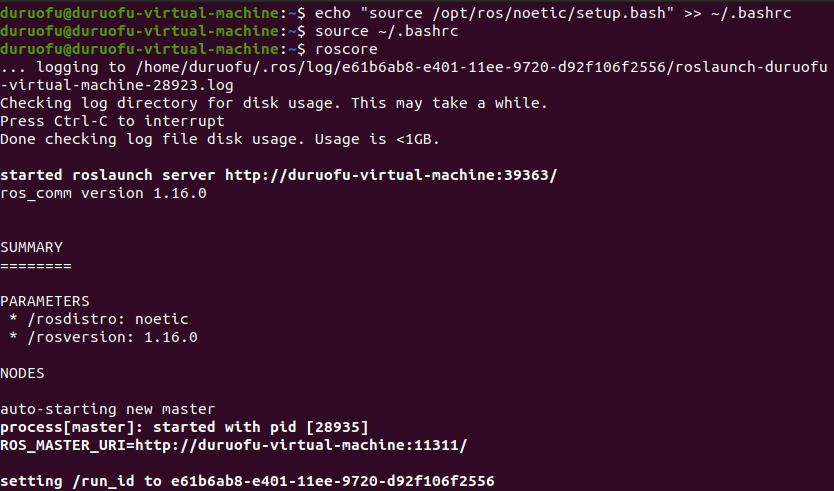 duruofu@duruofu-virtual-machine:~$ echo "source /opt/ros/noetic/setup.bash" >> ~/.bashrc
duruofu@duruofu-virtual-machine:~$ source ~/.bashrc
duruofu@duruofu-virtual-machine:~$ roscore
... logging to /home/duruofu/.ros/log/e61b6ab8-e401-11ee-9720-d92f106f2556/roslaunch-duruofu
-virtual-machine-28923.log
Checking log directory for disk usage. This may take a while.
Press Ctrl-C to interrupt
Done checking log file disk usage. Usage is <1GB.

started roslaunch server http://duruofu-virtual-machine:39363/
ros_comm version 1.16.0


SUMMARY
========

PARAMETERS
 * /rosdistro: noetic
 * /rosversion: 1.16.0

NODES

auto-starting new master
process[master]: started with pid [28935]
ROS_MASTER_URI=http://duruofu-virtual-machine:11311/

setting /run_id to e61b6ab8-e401-11ee-9720-d92f106f2556